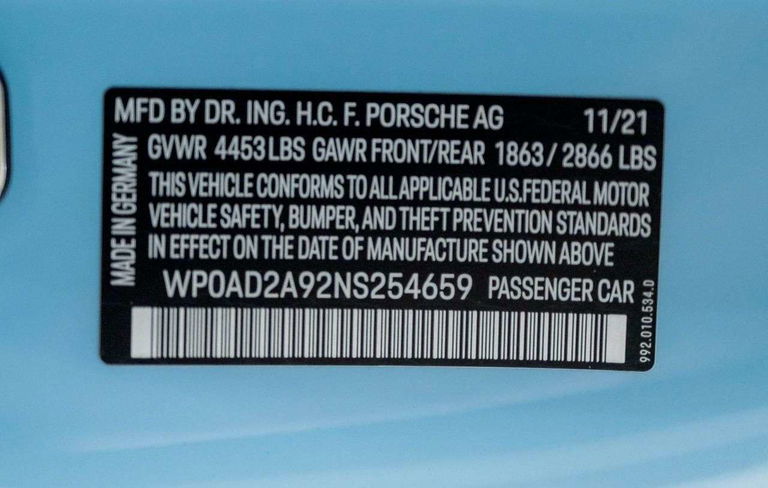 MFD BY DR. ING. H.C. F. PORSCHE AG 11/21
GVWR 4453 LBS GAWR FRONT/REAR 1863 / 2866 LBS
THIS VEHICLE CONFORMS TO ALL APPLICABLE U.S. FEDERAL MOTOR
VEHICLE SAFETY, BUMPER, AND THEFT PREVENTION STANDARDS
IN EFFECT ON THE DATE OF MANUFACTURE SHOWN ABOVE
WP0AD2A92NS254659 PASSENGER CAR
MADE IN GERMANY
992.010.534.D